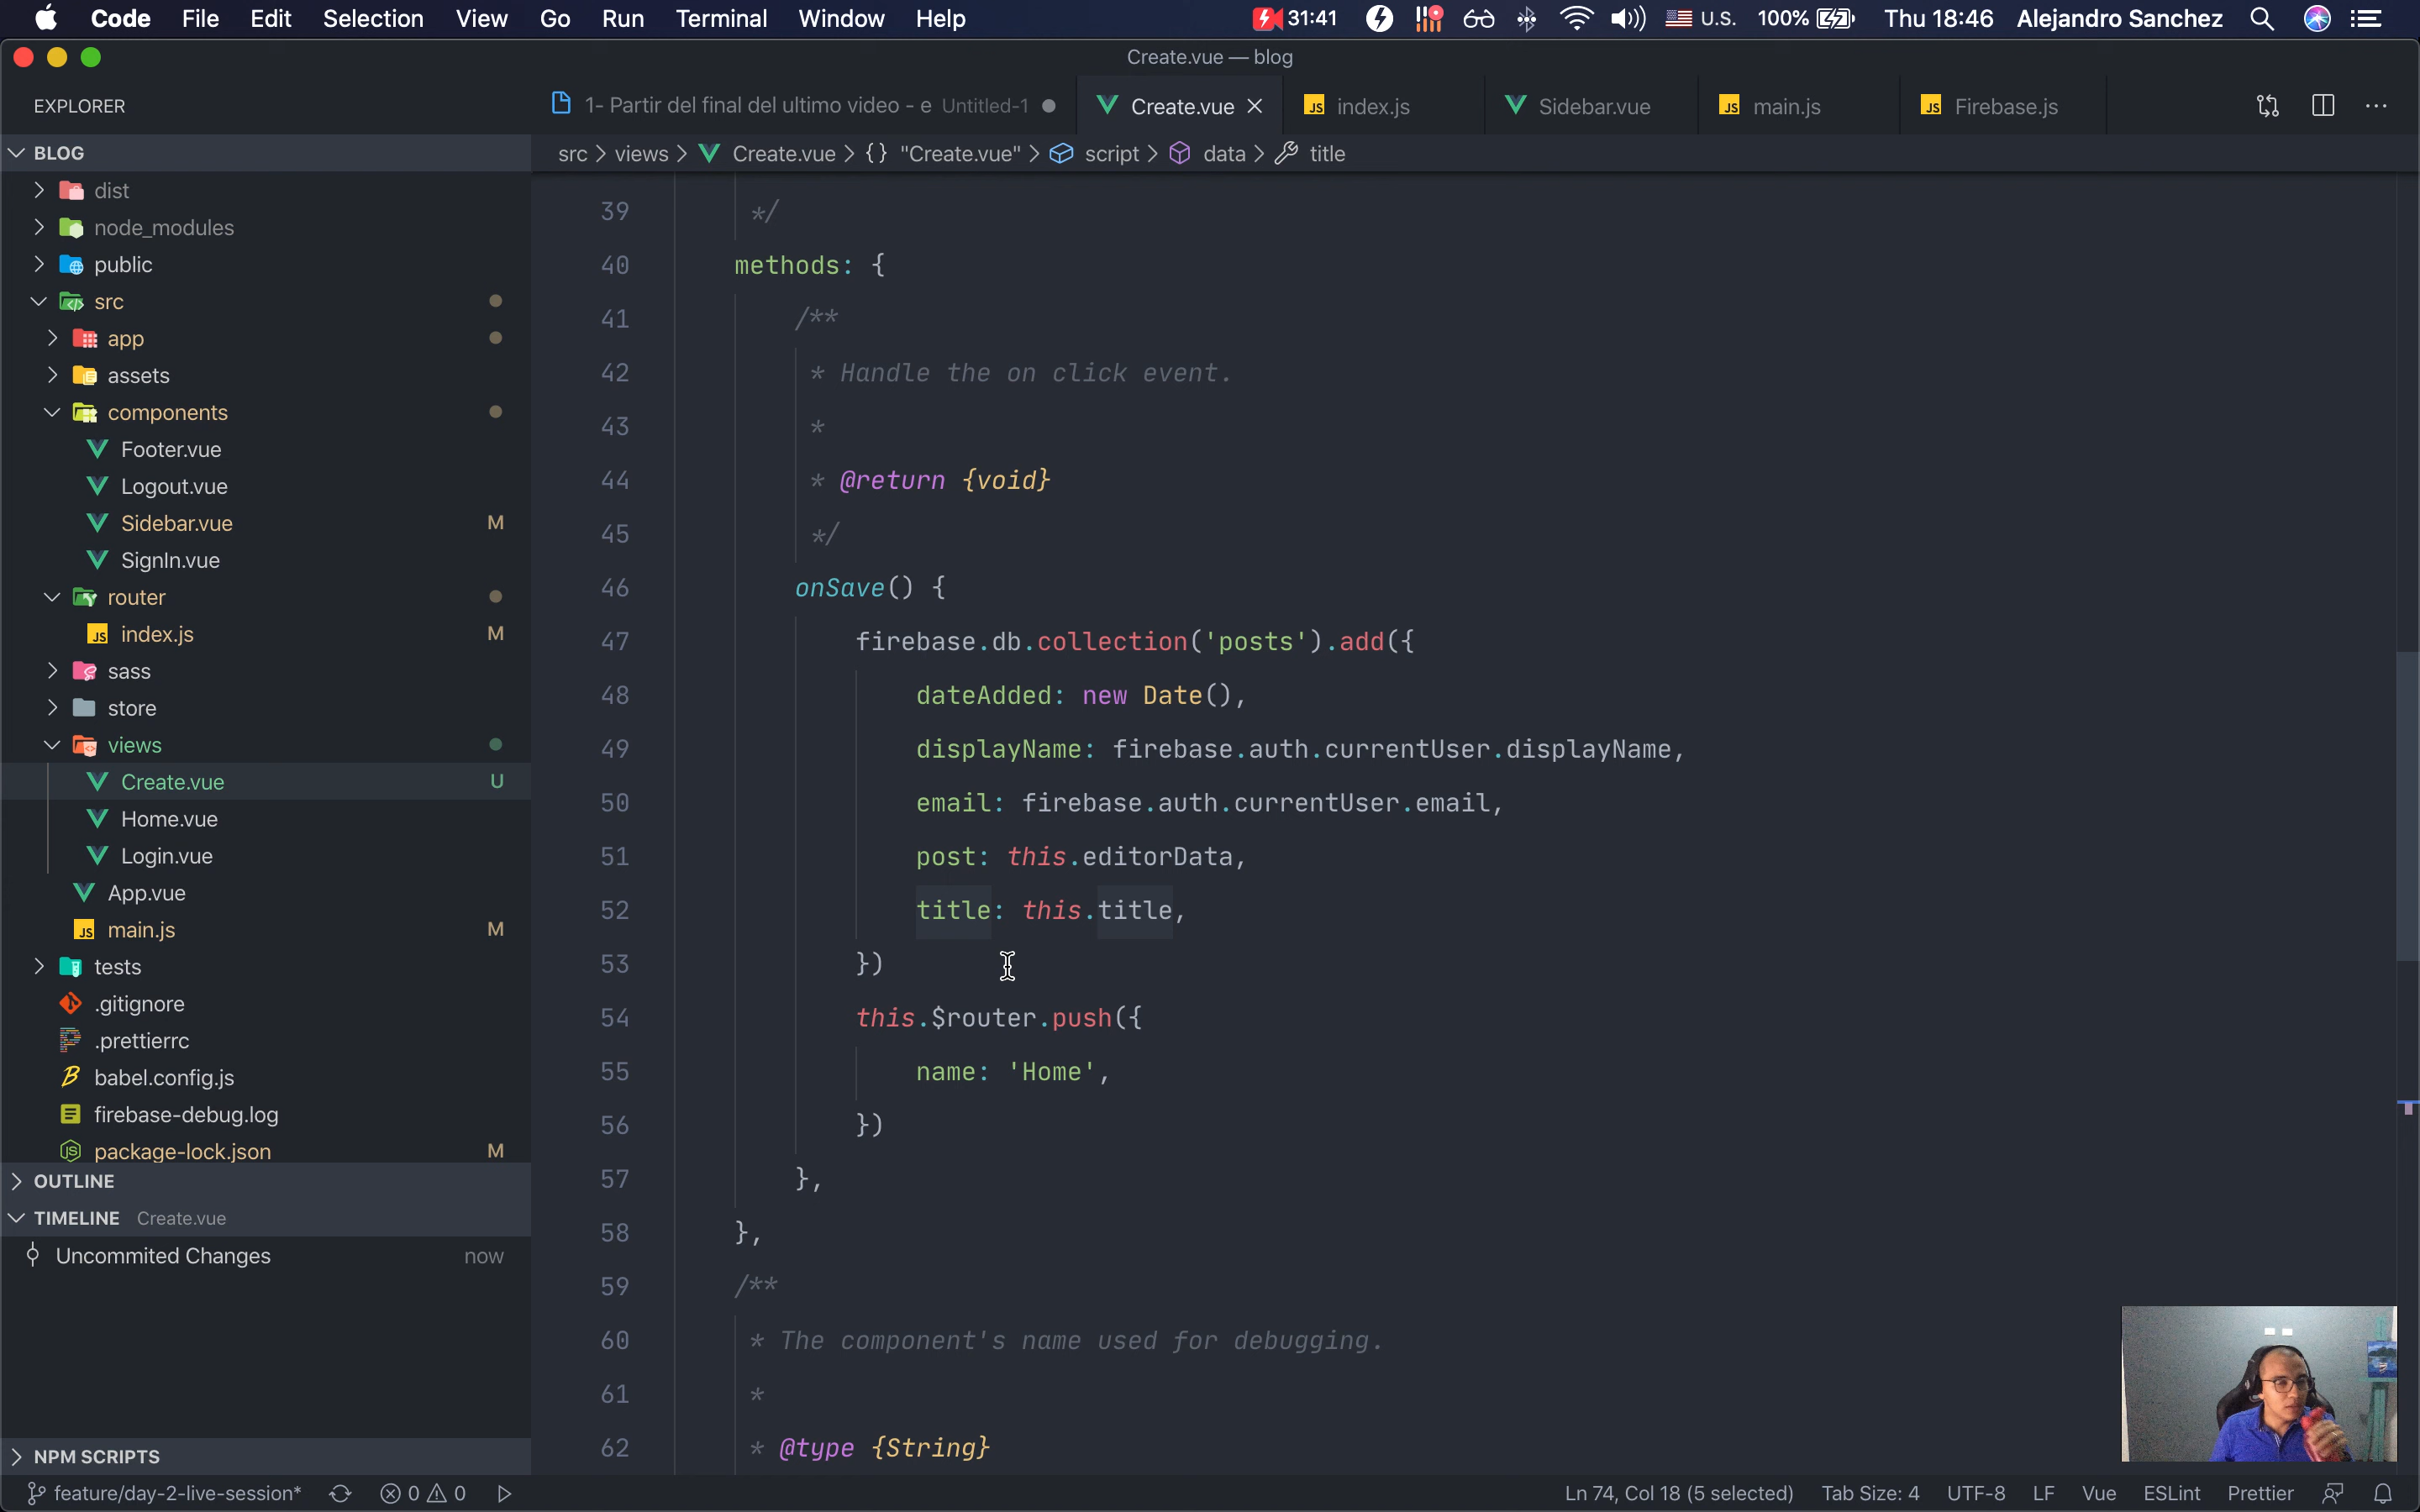 Code File Edit Selection View Go Run Terminal Window Help 31:41 U.S. 100% Thu 18:46 Alejandro Sanchez
Create.vue — blog
EXPLORER
1- Partir del final del ultimo video - e Untitled-1 Create.vue index.js Sidebar.vue main.js Firebase.js
BLOG
src > views > Create.vue > {} "Create.vue" > script > data > title
dist
node_modules
public
src
app
assets
components
Footer.vue
Logout.vue
Sidebar.vue M
SignIn.vue
router
index.js M
sass
store
views
Create.vue U
Home.vue
Login.vue
App.vue
main.js M
tests
.gitignore
.prettierrc
babel.config.js
firebase-debug.log
package-lock.json M
OUTLINE
TIMELINE Create.vue
Uncommited Changes now
NPM SCRIPTS
39 */
40 methods: {
41 /**
42 * Handle the on click event.
43 *
44 * @return {void}
45 */
46 onSave() {
47 firebase.db.collection('posts').add({
48 dateAdded: new Date(),
49 displayName: firebase.auth.currentUser.displayName,
50 email: firebase.auth.currentUser.email,
51 post: this.editorData,
52 title: this.title,
53 })
54 this.$router.push({
55 name: 'Home',
56 })
57 },
58 },
59 /**
60 * The component's name used for debugging.
61 *
62 * @type {String}
feature/day-2-live-session* 0 0 Ln 74, Col 18 (5 selected) Tab Size: 4 UTF-8 LF Vue ESLint Prettier